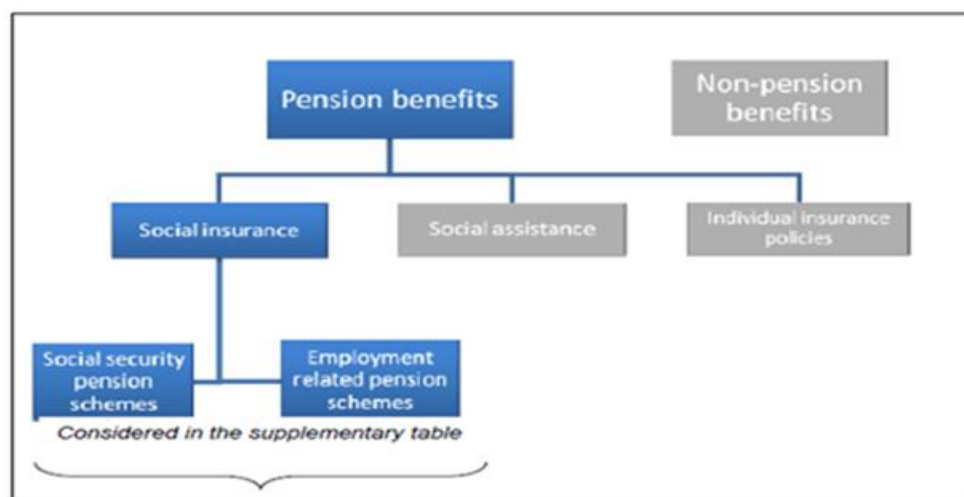 Pension benefits
Non-pension
benefits
Social insurance
Social assistance
Individual insurance
policies
Social security
pension
schemes
Employment
related pension
schemes
Considered in the supplementary table